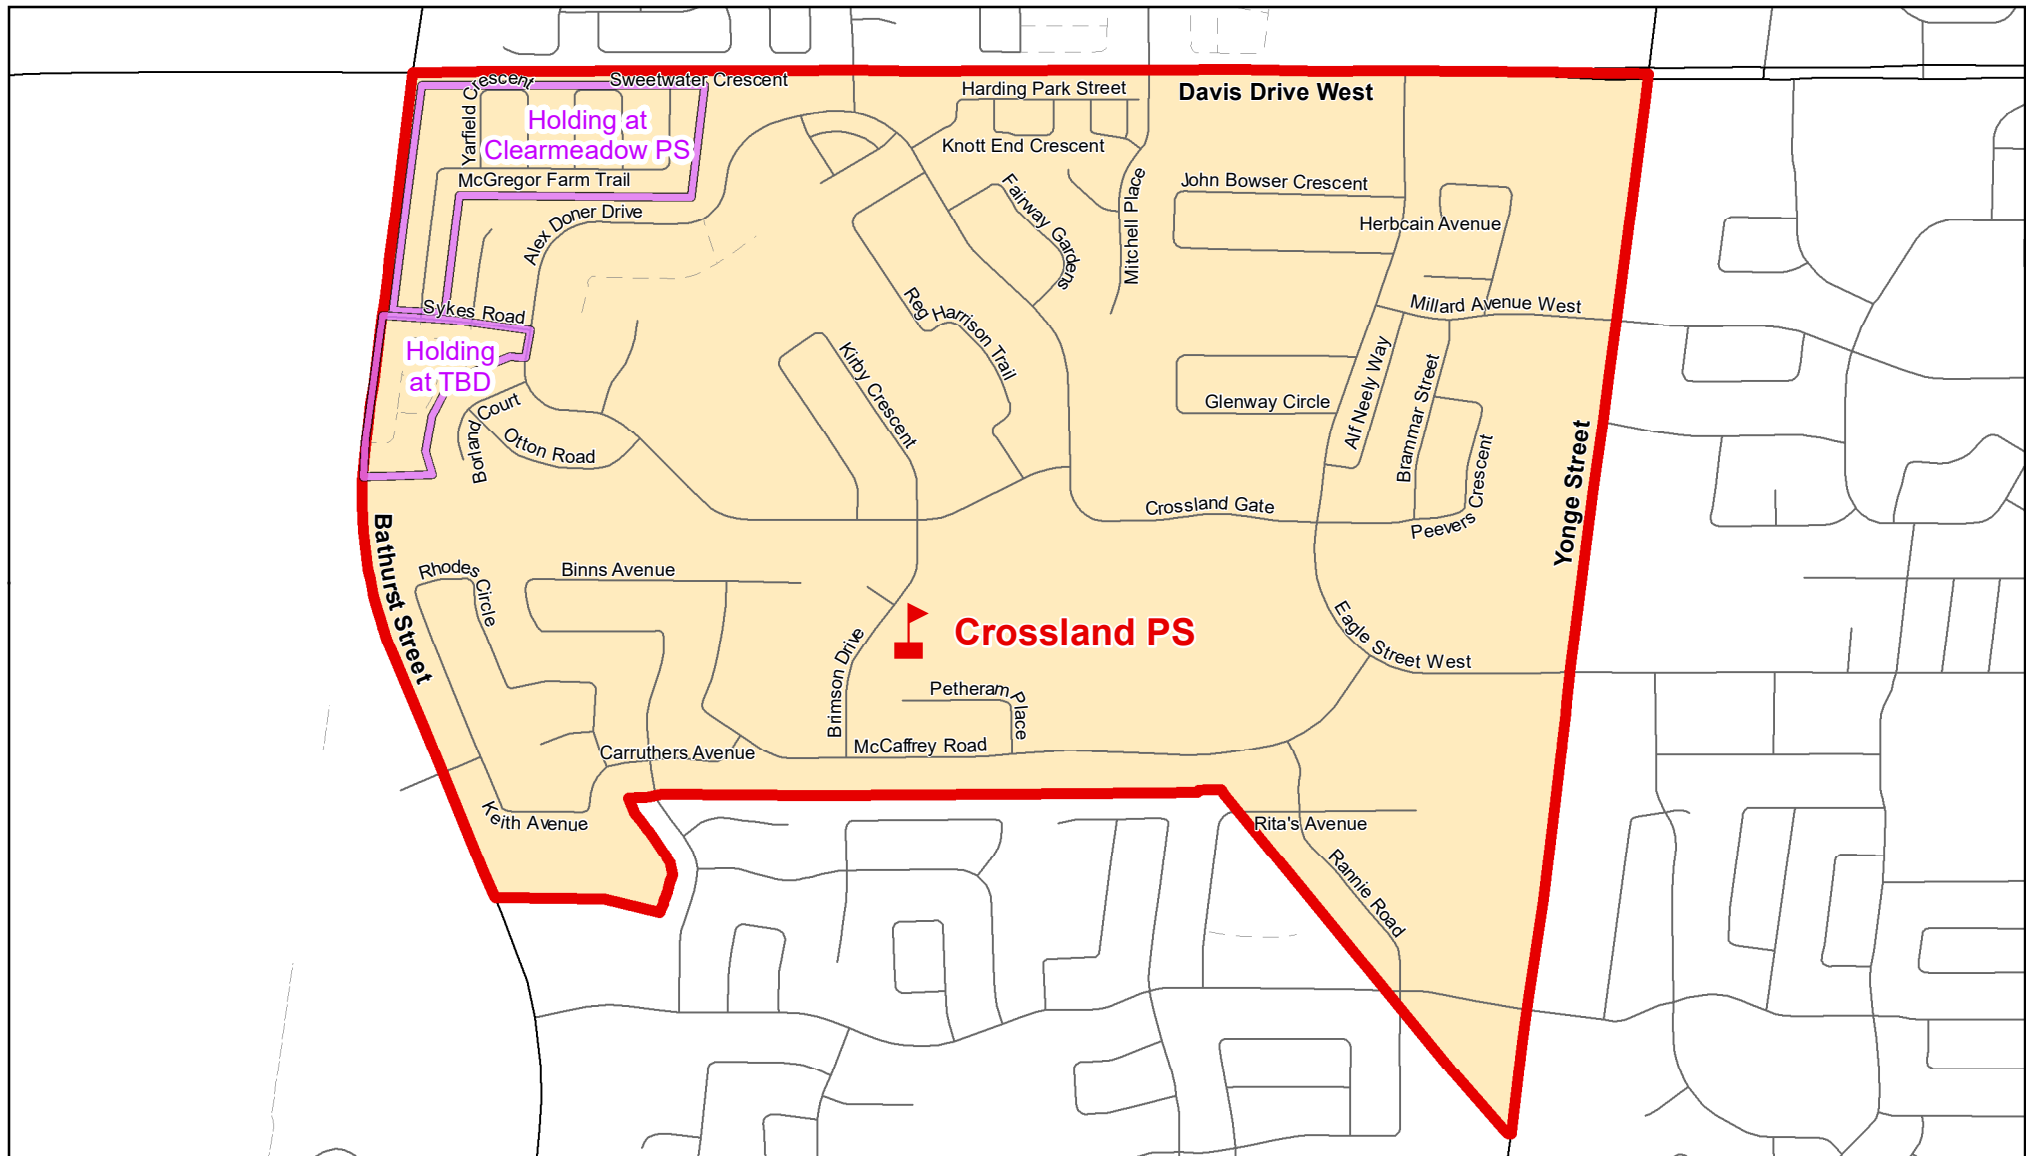 Yarfield Crescent
Sweetwater Crescent
Harding Park Street
Davis Drive West
Holding at
Clearmeadow PS
Knott End Crescent
McGregor Farm Trail
John Bowser Crescent
Fairway Gardens
Mitchell Place
Alex Doner Drive
Herbcain Avenue
Sykes Road
Reg Harrison Trail
Millard Avenue West
Holding
at TBD
Kirby Crescent
Alf Neely Way
Brammar Street
Glenway Circle
Borland Court
Otton Road
Peevers Crescent
Yonge Street
Crossland Gate
Bathurst Street
Rhodes Circle
Binns Avenue
Crossland PS
Eagle Street West
Brimson Drive
Petheram Place
Carruthers Avenue
McCaffrey Road
Keith Avenue
Rita's Avenue
Rannie Road